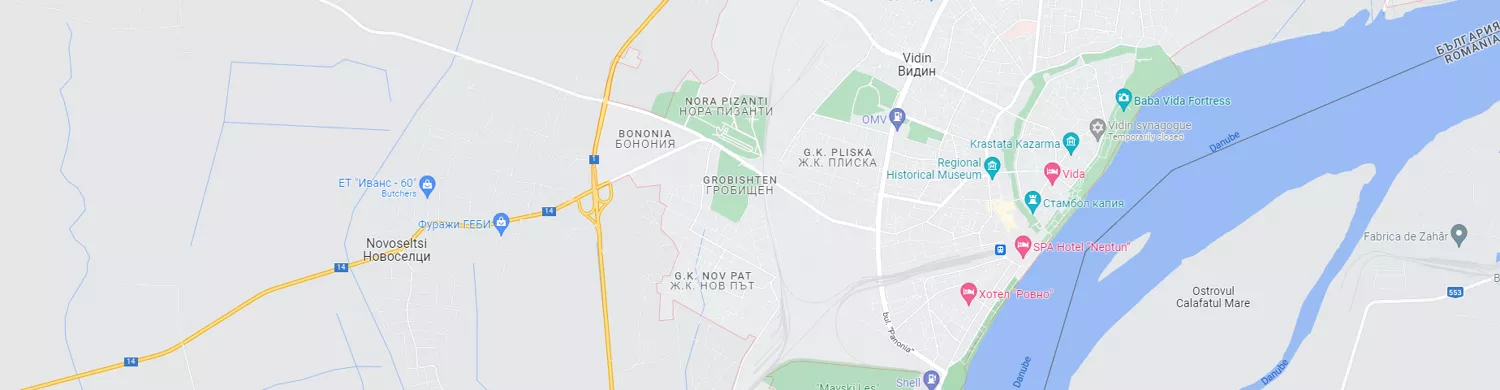 БЪЛГАРИЯ
ROMÂNIA
Vidin
Видин
Baba Vida Fortress
NORA PIZANTI
НОРА ПИЗАНТИ
OMV
Vidin synagogue
Temporarily closed
BONONIA
БОНОНИЯ
Krastata Kazarma
Danube
G.K. PLISKA
Ж.К. ПЛИСКА
1
Regional
Historical Museum
Vida
GROBISHTEN
ГРОБИЩЕН
ЕТ "Иванс - 60"
Butchers
Стамбол капия
14
Фуражи ГЕБИ
Novoseltsi
Новоселци
SPA Hotel "Neptun"
Fabrica de Zahăr
14
G.K. NOV PAT
Ж.К. НОВ ПЪТ
Хотел "Ровно"
Ostrovul
Calafatul Mare
553
B
bul. "Panonia"
14
Danube
Danube
Shell
"Mayski Les"